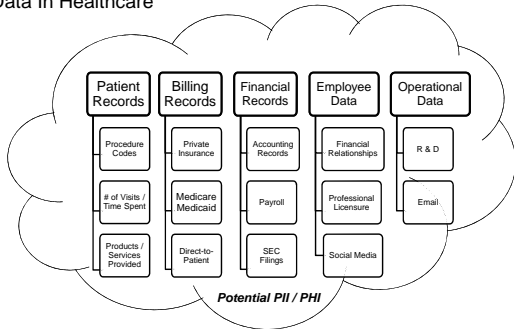 Data in Healthcare
Patient
Records
Billing
Records
Financial
Records
Employee
Data
Operational
Data
Procedure
Codes
Private
Insurance
Accounting
Records
Financial
Relationships
R & D
# of Visits /
Time Spent
Medicare
Medicaid
Payroll
Professional
Licensure
Email
Products /
Services
Provided
Direct-to-
Patient
SEC
Filings
Social Media
Potential PII / PHI